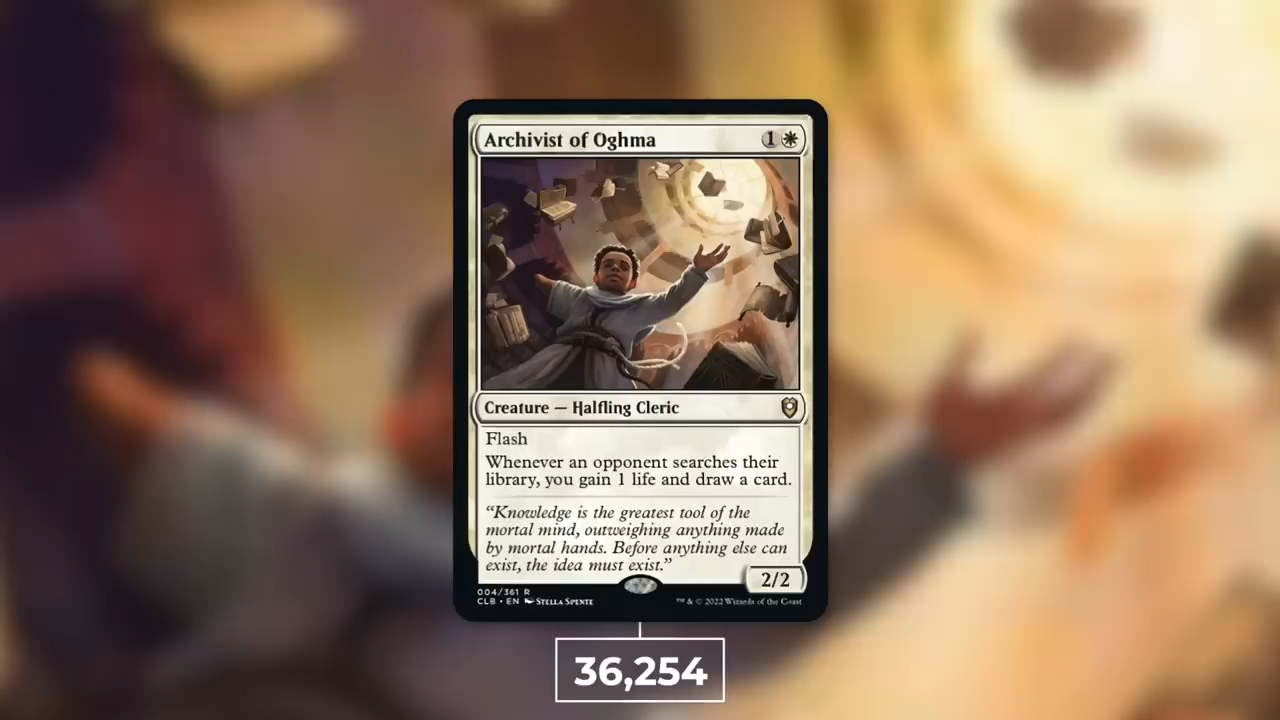 Archivist of Oghma 1
Creature — Halfling Cleric
Flash
Whenever an opponent searches their
library, you gain 1 life and draw a card.
“Knowledge is the greatest tool of the
mortal mind, outweighing anything made
by mortal hands. Before anything else can
exist, the idea must exist.”
2/2
004/361 R
CLB • EN Stella Spente
™ & © 2022 Wizards of the Coast
36,254